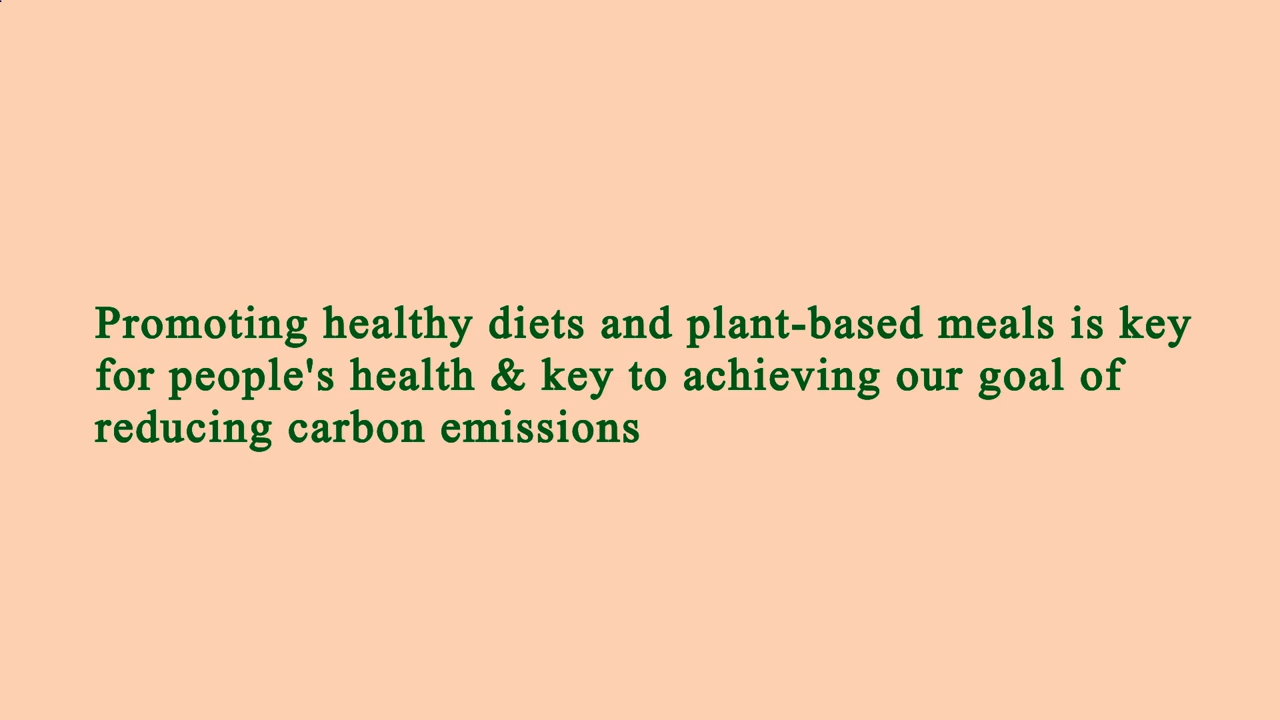 Promoting healthy diets and plant-based meals is key
for people's health & key to achieving our goal of
reducing carbon emissions